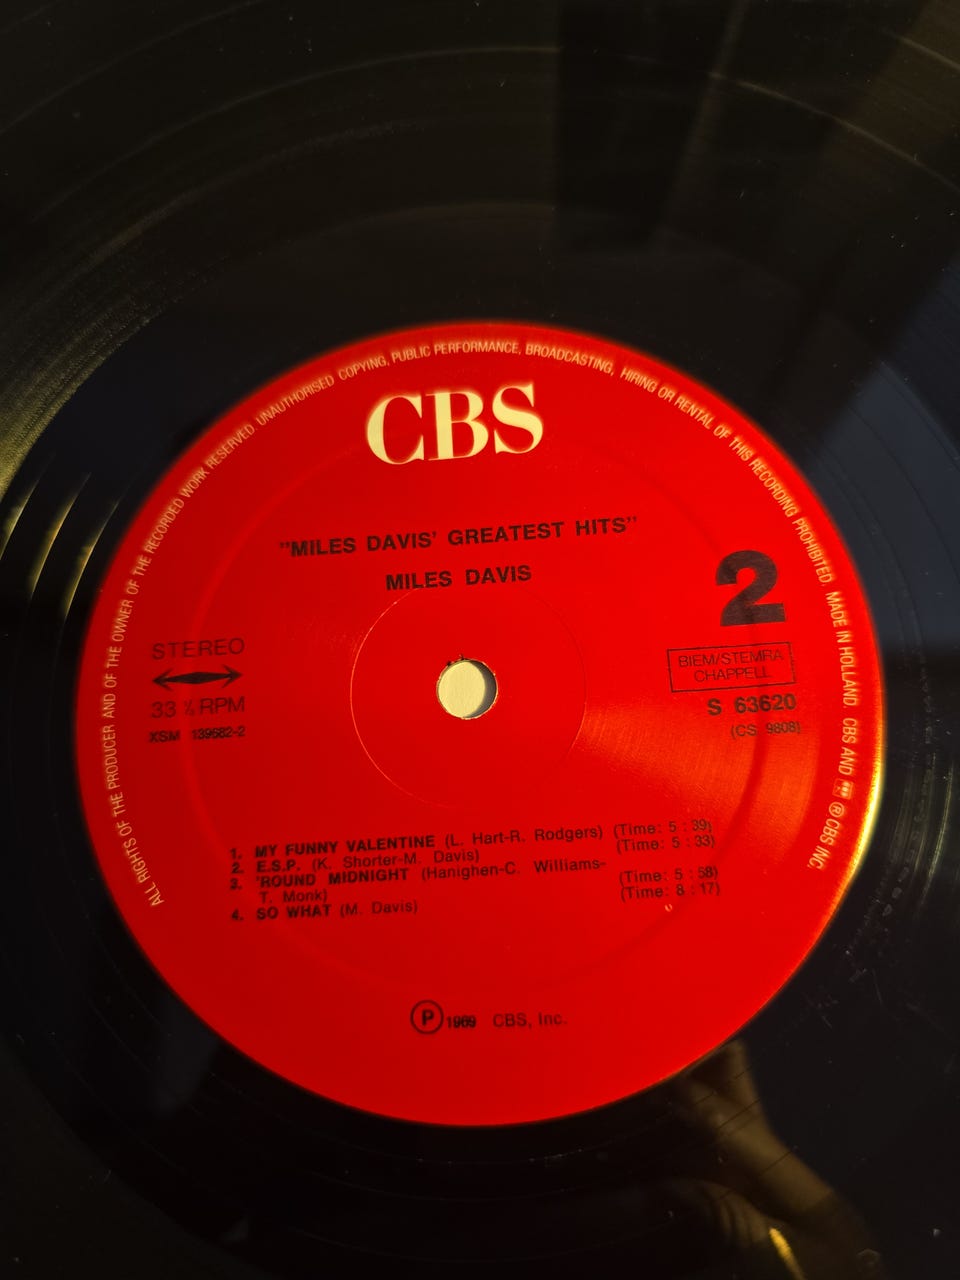 ALL RIGHTS OF THE PRODUCER AND OF THE OWNER OF THE RECORDED WORK RESERVED. UNAUTHORISED COPYING, PUBLIC PERFORMANCE, BROADCASTING, HIRING OR RENTAL OF THIS RECORDING PROHIBITED. MADE IN HOLLAND. CBS AND ® CBS INC.
CBS
"MILES DAVIS' GREATEST HITS"
MILES DAVIS
2
STEREO
33 ⅓ RPM
XSM 139682-2
BIEM/STEMRA
CHAPPELL
S 63620
(CS 9808)
1. MY FUNNY VALENTINE (L. Hart-R. Rodgers) (Time: 5 : 39)
2. E.S.P. (K. Shorter-M. Davis) (Time: 5 : 33)
3. 'ROUND MIDNIGHT (Hanighen-C. Williams-
T. Monk) (Time: 5 : 58)
4. SO WHAT (M. Davis) (Time: 8 : 17)
Ⓟ 1969 CBS, Inc.